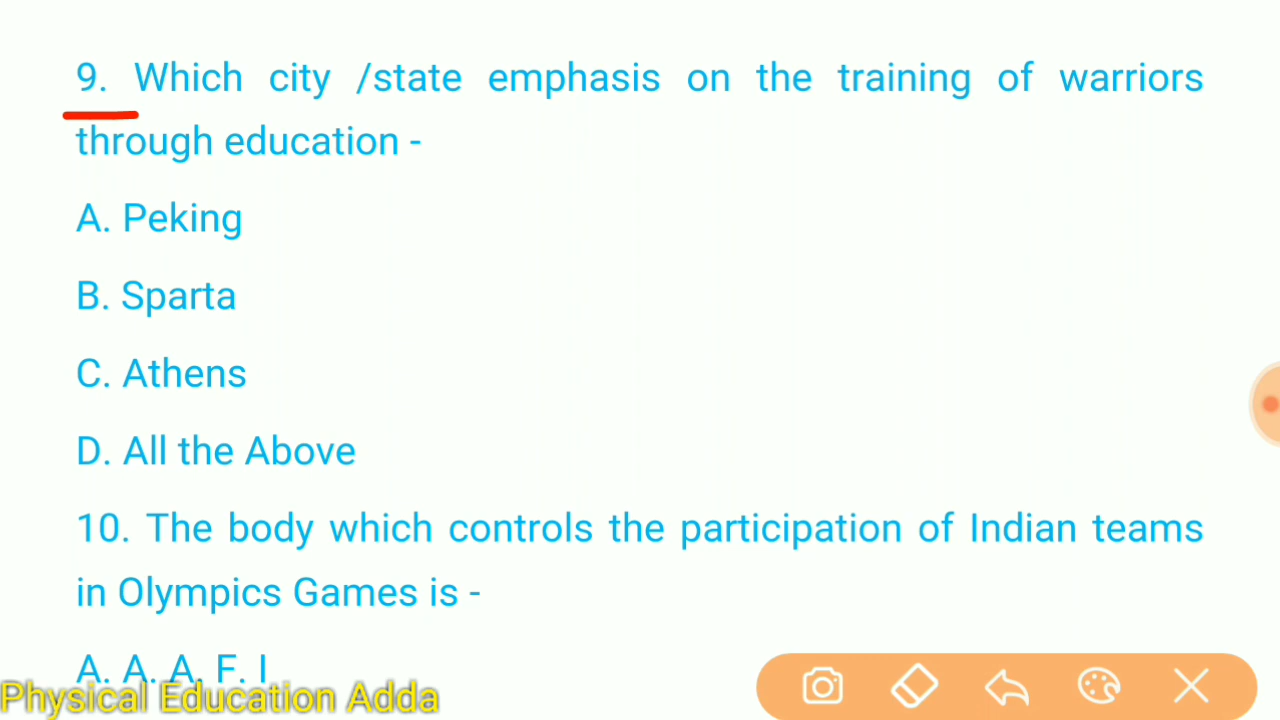 9. Which city /state emphasis on the training of warriors
through education -
A. Peking
B. Sparta
C. Athens
D. All the Above
10. The body which controls the participation of Indian teams
in Olympics Games is -
A. A. A. F. I
Physical Education Adda